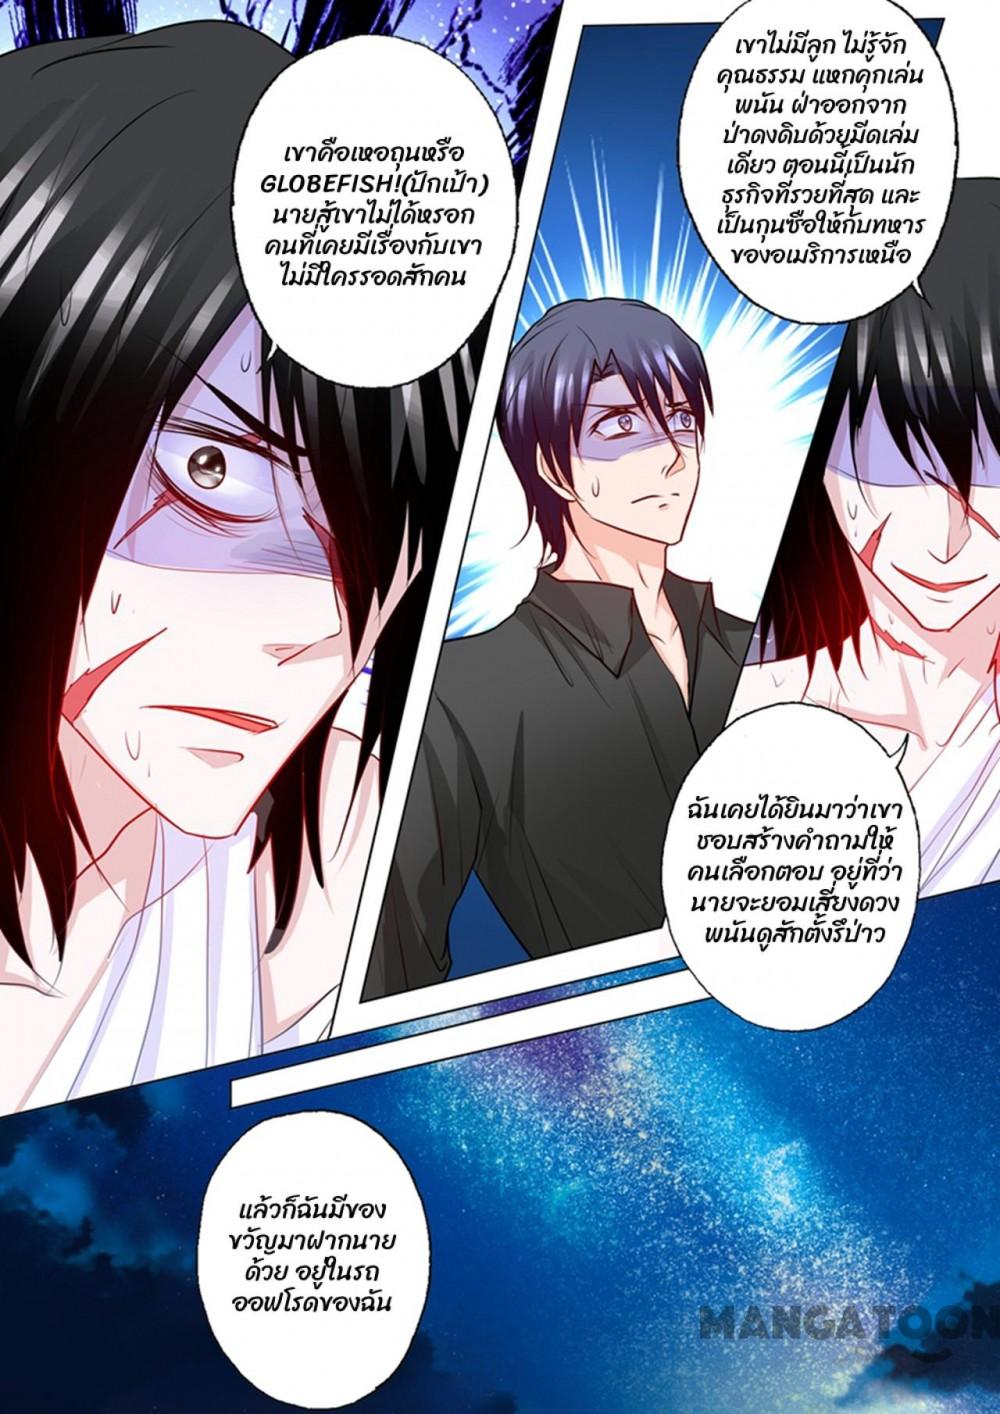 เขาคือเหอถุนหรือ
GLOBEFISH!(ปักเป้า)
นายสู้เขาไม่ได้หรอก
คนที่เคยมีเรื่องกับเขา
ไม่มีใครรอดสักคน
เขาไม่มีลูก ไม่รู้จัก
คุณธรรม แหกคุกเล่น
พนัน ฝ่าออกจาก
ป่าดงดิบด้วยมีดเล่ม
เดียว ตอนนี้เป็นนัก
ธุรกิจที่รวยที่สุด และ
เป็นกุนซือให้กับทหาร
ของอเมริการเหนือ
ฉันเคยได้ยินมาว่าเขา
ชอบสร้างคำถามให้
คนเลือกตอบ อยู่ที่ว่า
นายจะยอมเสี่ยงดวง
พนันดูสักตั้งรึป่าว
แล้วก็ฉันมีของ
ขวัญมาฝากนาย
ด้วย อยู่ในรถ
ออฟโรดของฉัน
MANGATOON